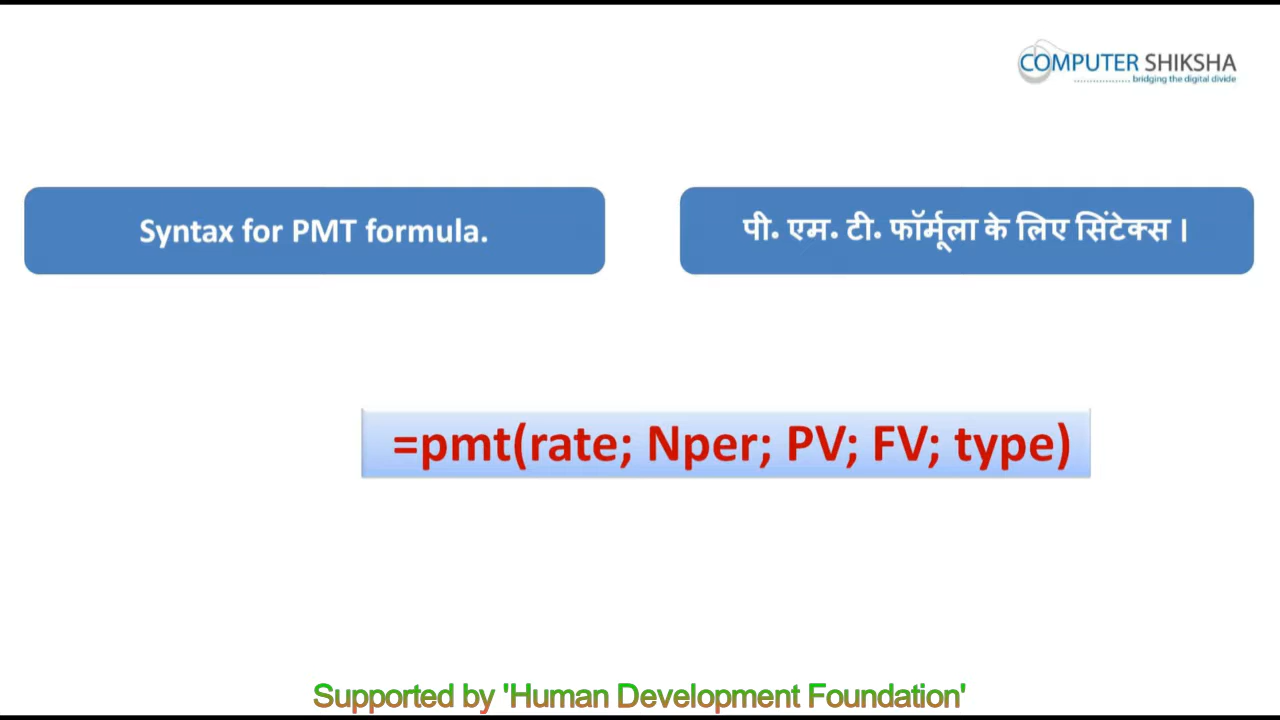 COMPUTER SHIKSHA
bridging the digital divide
Syntax for PMT formula.
पी. एम. टी. फॉर्मूला के लिए सिंटेक्स ।
=pmt(rate; Nper; PV; FV; type)
Supported by 'Human Development Foundation'